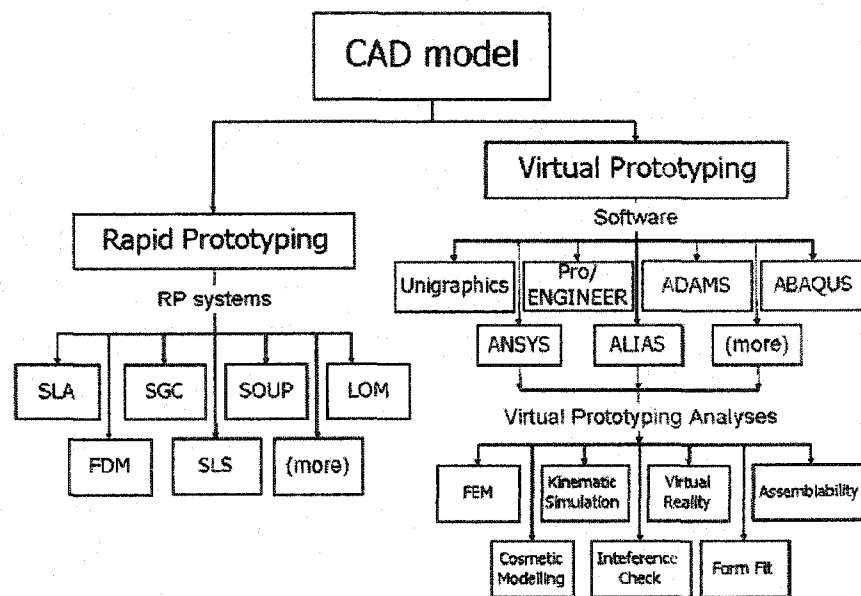 CAD model
Virtual Prototyping
Software
Rapid Prototyping
RP systems
Unigraphics
Pro/
ENGINEER
ADAMS
ABAQUS
ANSYS
ALIAS
(more)
SLA
SGC
SOUP
LOM
FDM
SLS
(more)
Virtual Prototyping Analyses
FEM
Kinematic
Simulation
Virtual
Reality
Assemblability
Cosmetic
Modelling
Inteference
Check
Form Fit